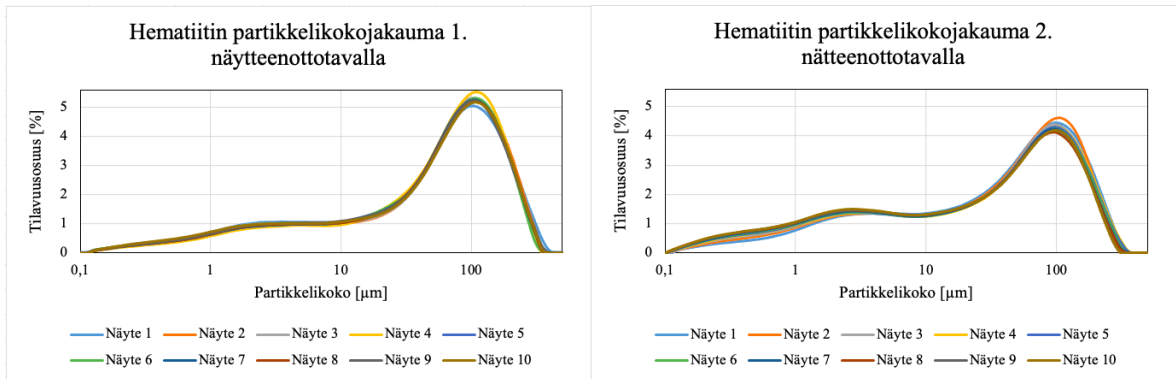 Hematiitin partikkelikokojakauma 1.
näytteenottotavalla
Tilavuusosuus [%]
5
4
3
2
1
0
0,1
1
10
100
Partikkelikoko [µm]
Näyte 1
Näyte 2
Näyte 3
Näyte 4
Näyte 5
Näyte 6
Näyte 7
Näyte 8
Näyte 9
Näyte 10
Hematiitin partikkelikokojakauma 2.
nätteenottotavalla
Tilavuusosuus [%]
5
4
3
2
1
0
0,1
1
10
100
Partikkelikoko [µm]
Näyte 1
Näyte 2
Näyte 3
Näyte 4
Näyte 5
Näyte 6
Näyte 7
Näyte 8
Näyte 9
Näyte 10